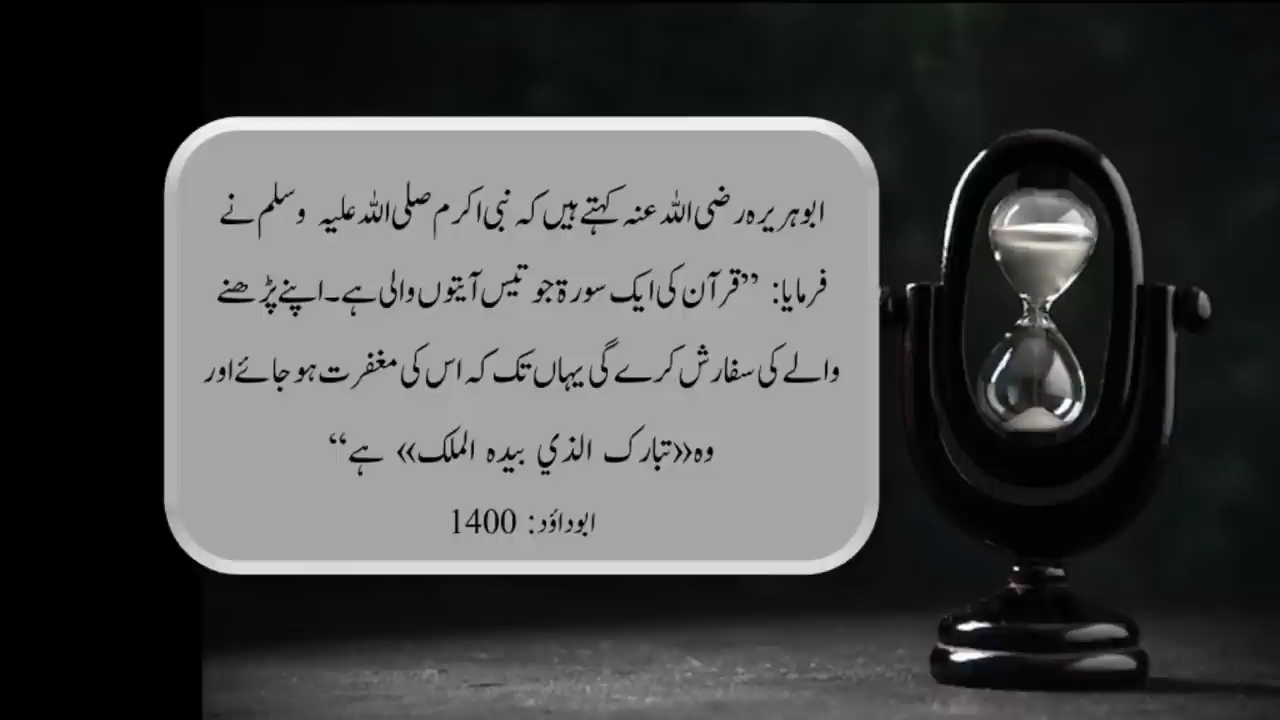 ابوہریرہ رضی اللہ عنہ کہتے ہیں کہ نبی اکرم صلی اللہ علیہ وسلم نے
فرمایا: ”قرآن کی ایک سورۃ جو تیس آیتوں والی ہے۔ اپنے پڑھنے
والے کی سفارش کرے گی یہاں تک کہ اس کی مغفرت ہو جائے اور
وہ «تبارک الذي بيده الملک» ہے“
ابوداؤد: 1400